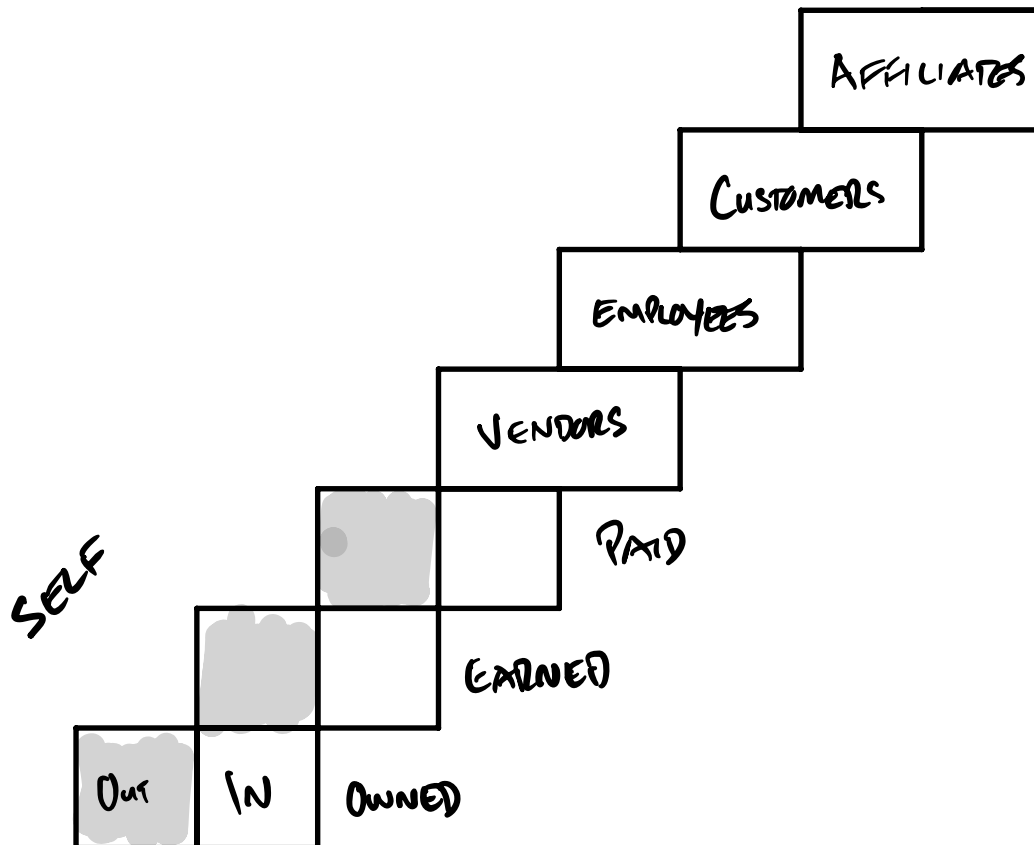 AFFILIATES
CUSTOMERS
EMPLOYEES
VENDORS
PAID
SELF
EARNED
OUT IN OWNED